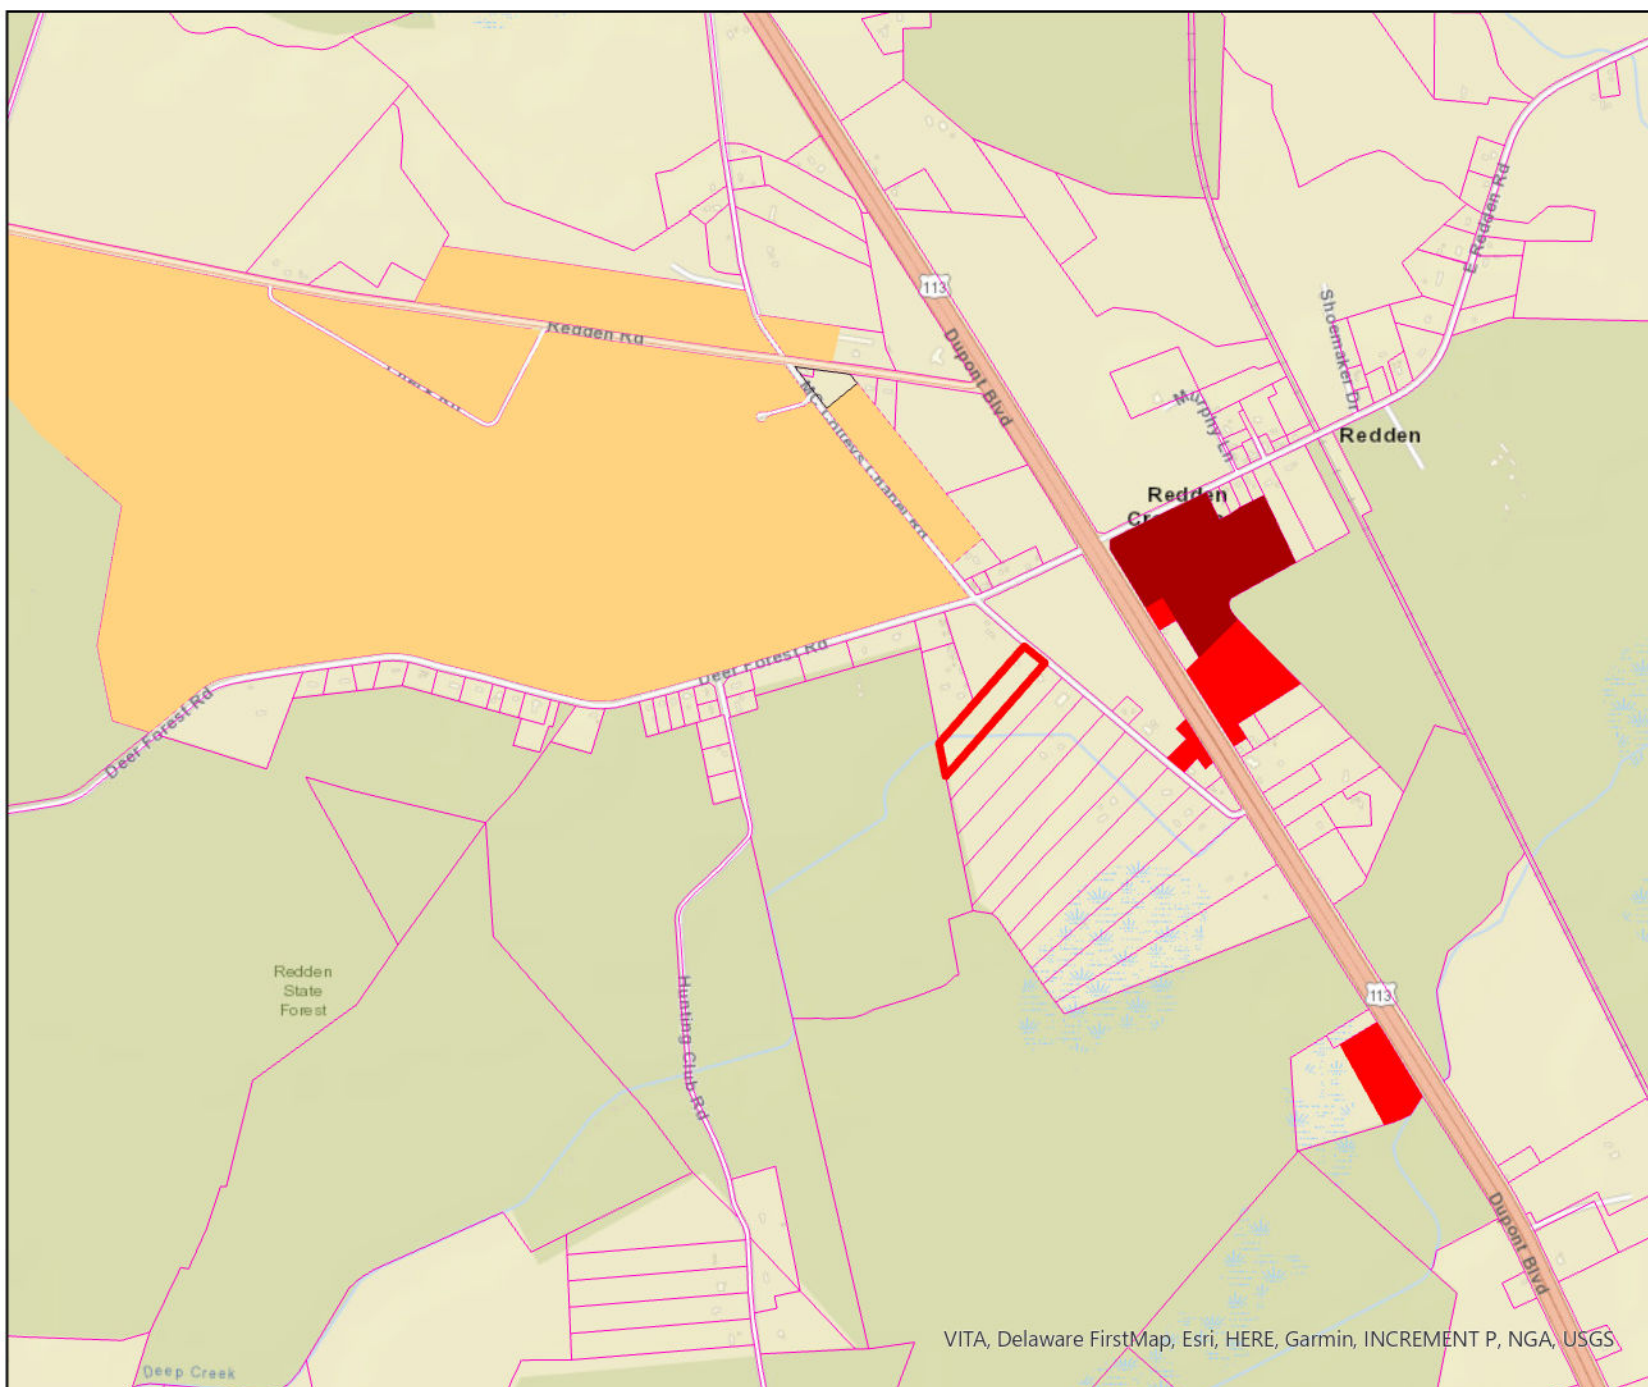 113
Redden Rd
E Redden Rd
Shoemaker Dr
Dupont Blvd
Murphy Ln
Redden
Redden
Deer Forest Rd
Deer Forest Rd
Redden
State
Forest
Hunting Club Rd
113
Dupont Blvd
VITA, Delaware FirstMap, Esri, HERE, Garmin, INCREMENT P, NGA, USGS
Deep Creek